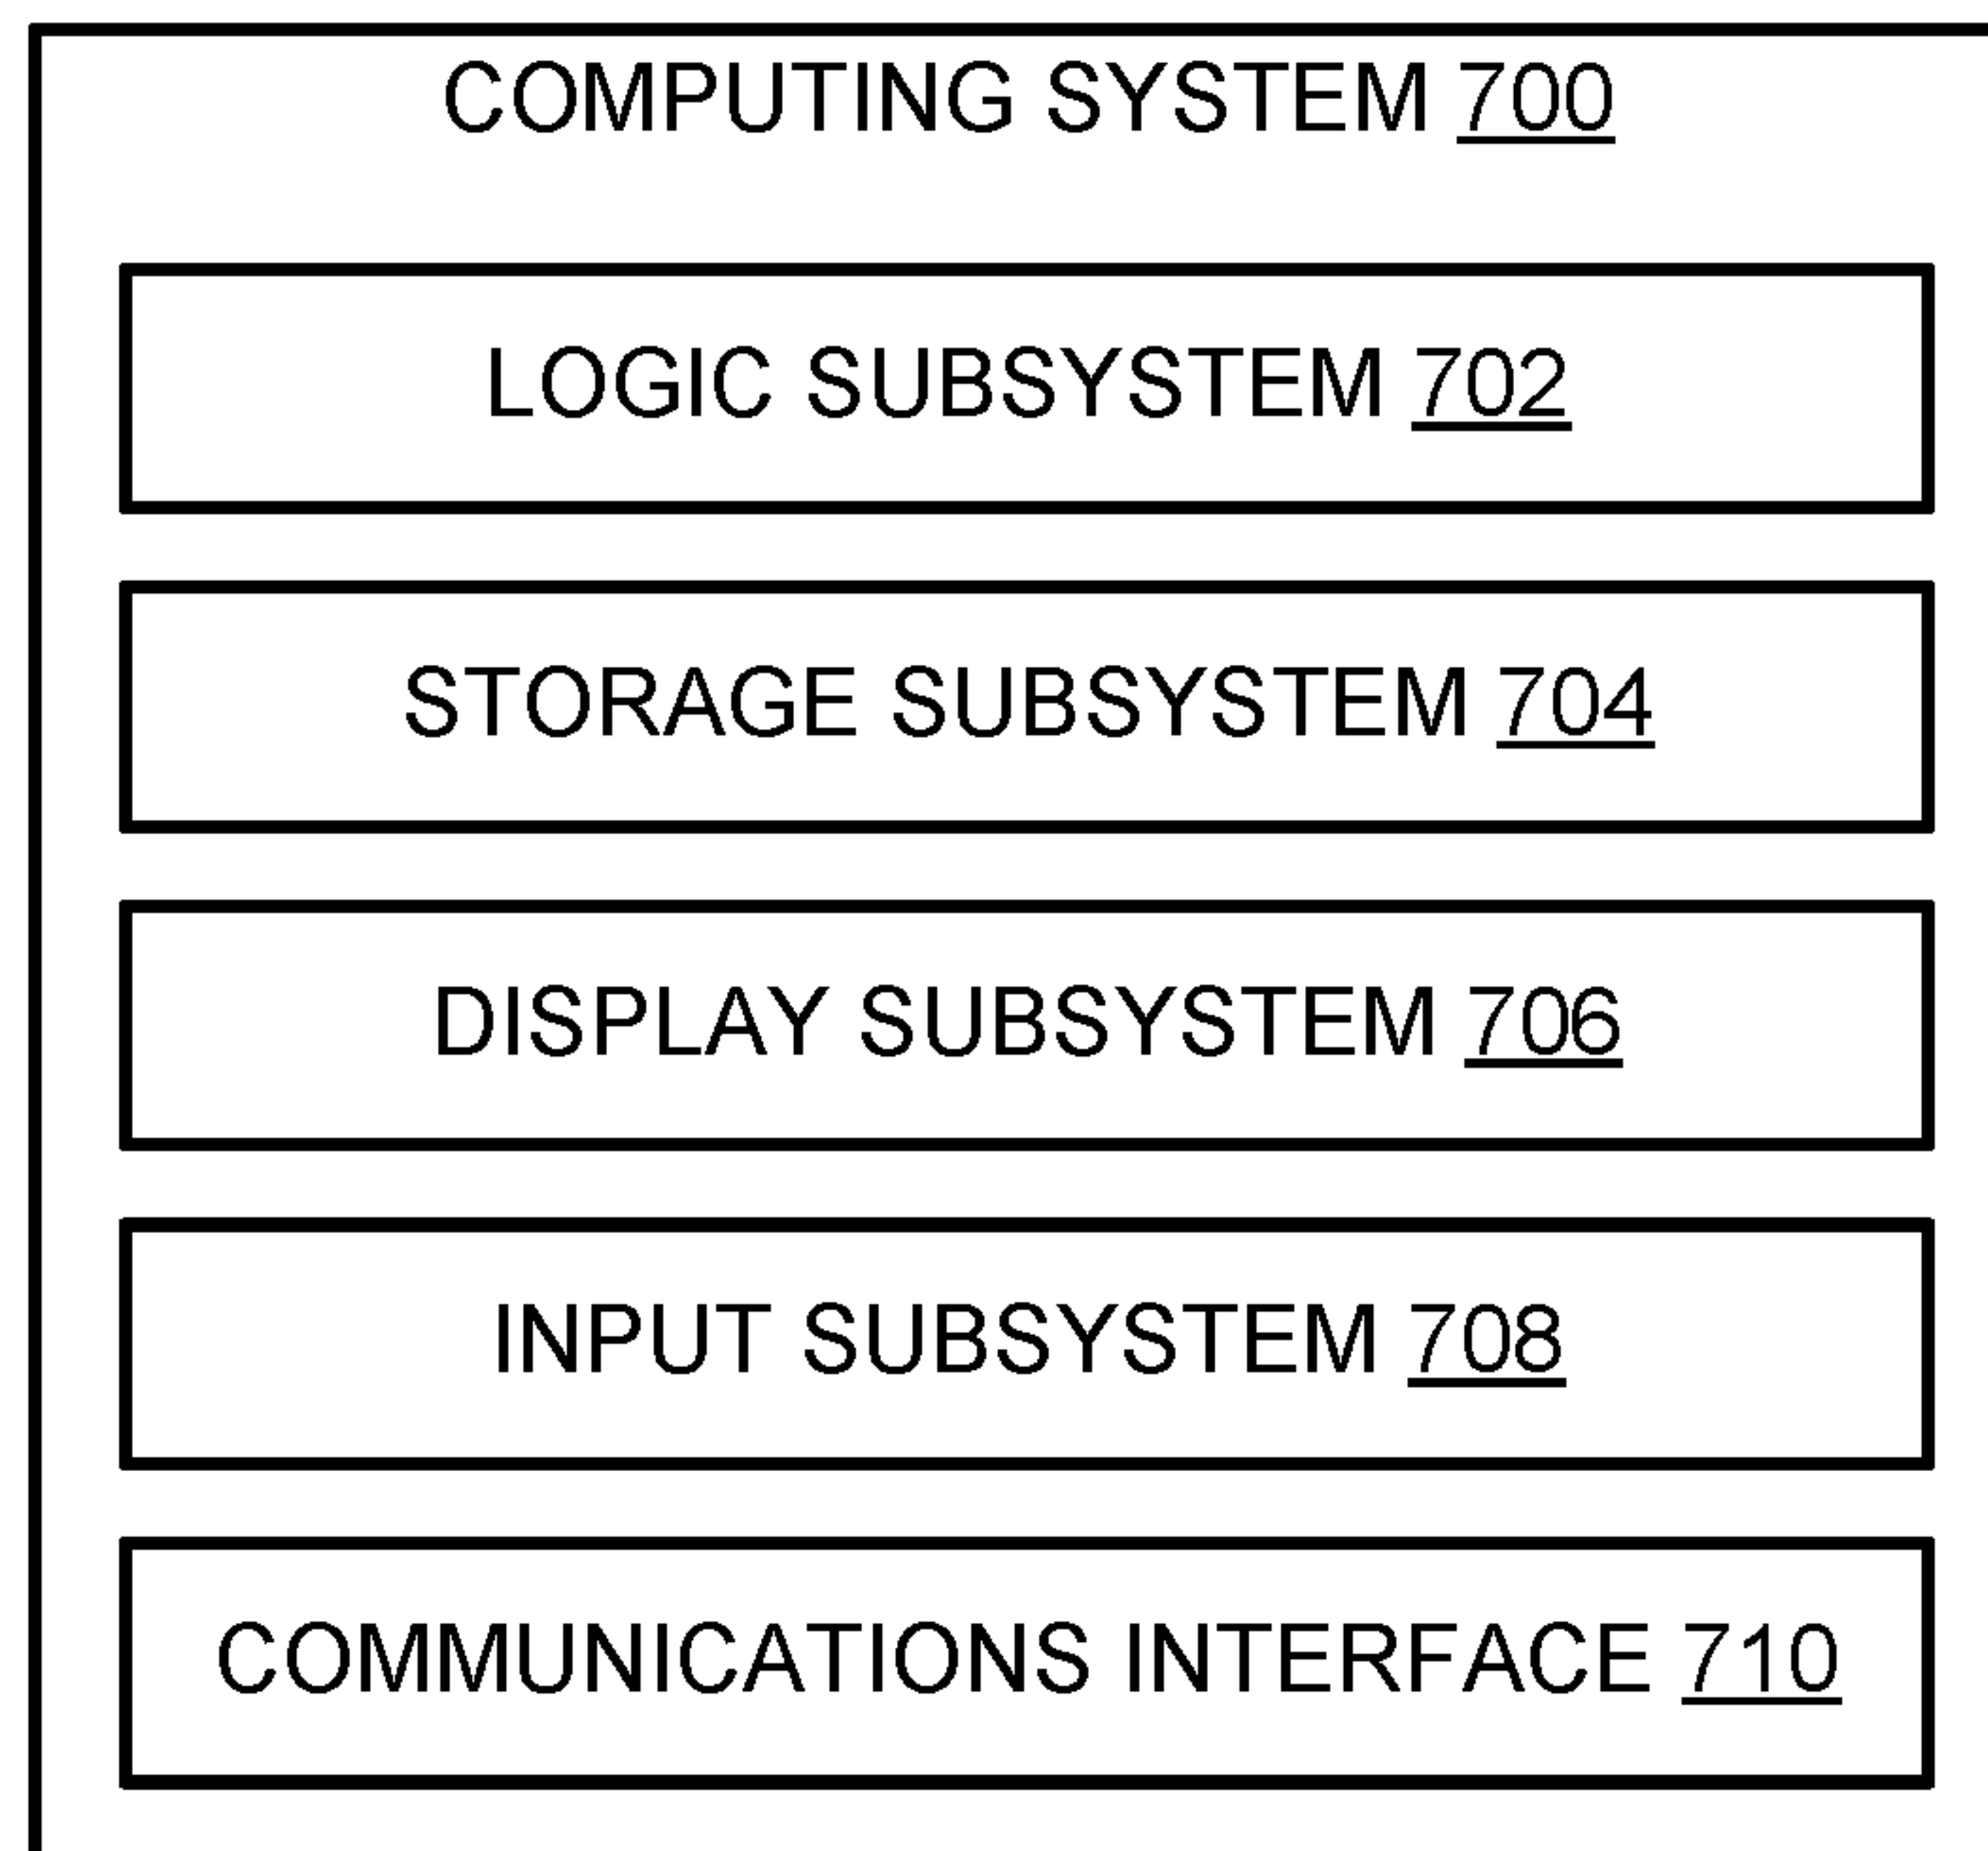 COMPUTING SYSTEM 700
LOGIC SUBSYSTEM 702
STORAGE SUBSYSTEM 704
DISPLAY SUBSYSTEM 706
INPUT SUBSYSTEM 708
COMMUNICATIONS INTERFACE 710